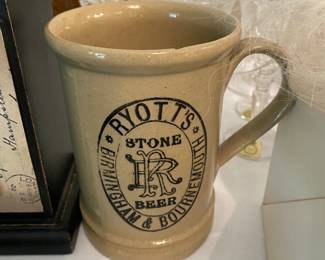 RYOTT'S
STONE
BEER
BIRMINGHAM & BOURNEMOUTH